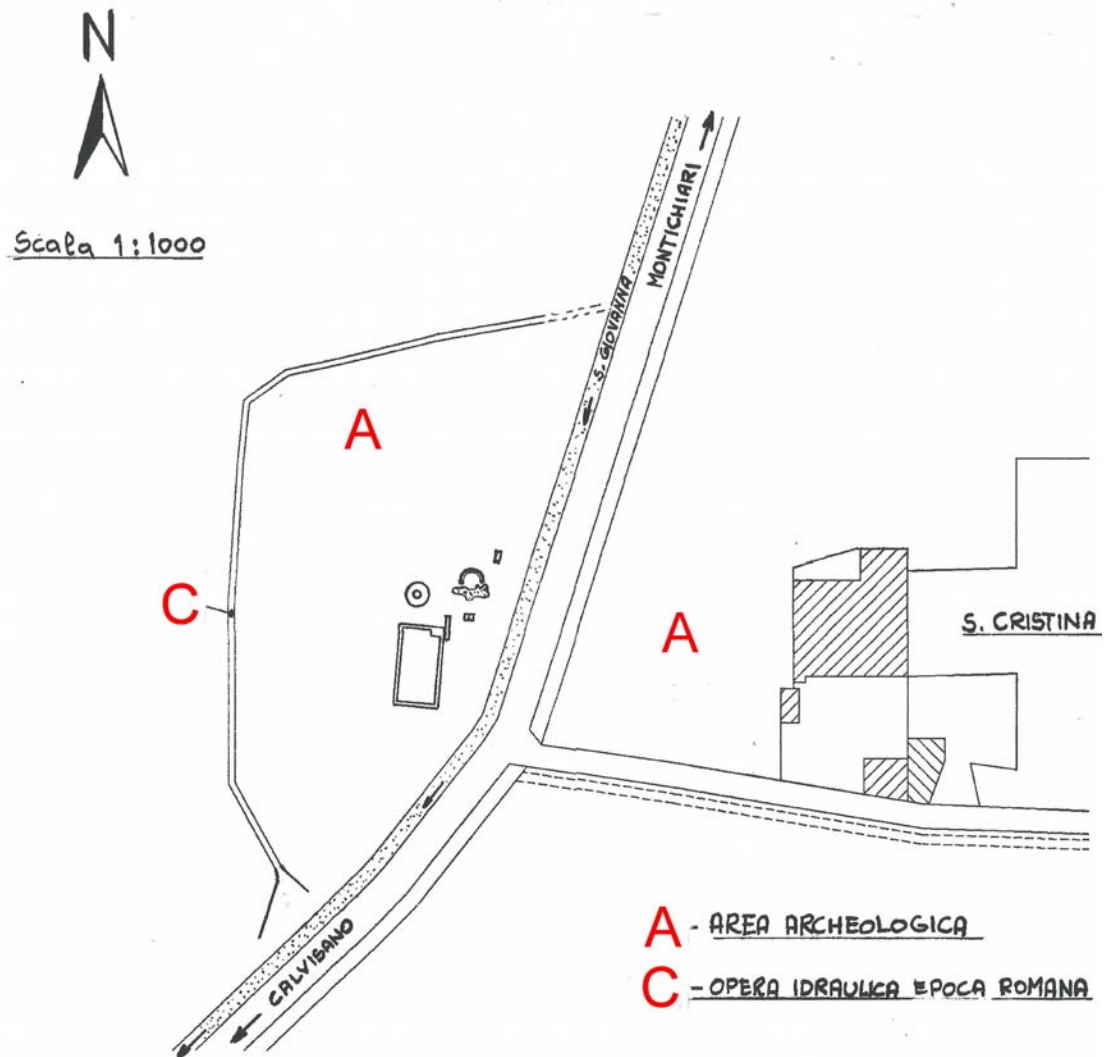 N
Scala 1:1000
MONTICHIARI
S. GIOVANNA
A
C
A
S. CRISTINA
CALVISANO
A - AREA ARCHEOLOGICA
C - OPERA IDRAULICA EPOCA ROMANA